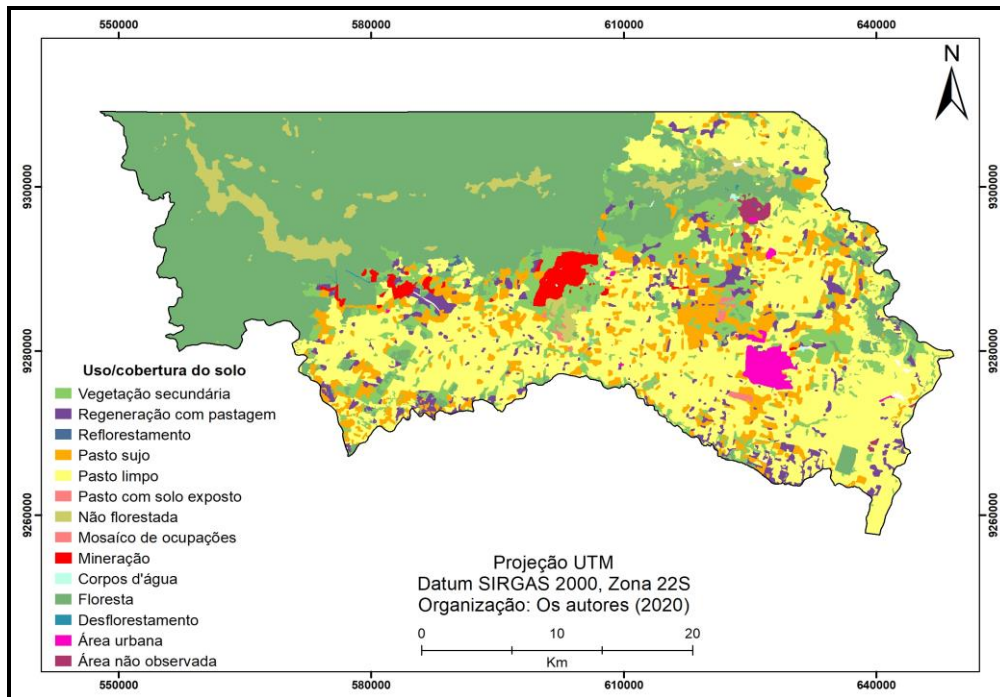 550000 580000 610000 640000
N
9300000 9300000
9280000 9280000
9260000 9260000
Uso/cobertura do solo
Vegetação secundária
Regeneração com pastagem
Reflorestamento
Pasto sujo
Pasto limpo
Pasto com solo exposto
Não florestada
Mosaíco de ocupações
Mineração
Corpos d'água
Floresta
Desflorestamento
Área urbana
Área não observada
Projeção UTM
Datum SIRGAS 2000, Zona 22S
Organização: Os autores (2020)
0 10 20
Km
550000 580000 610000 640000